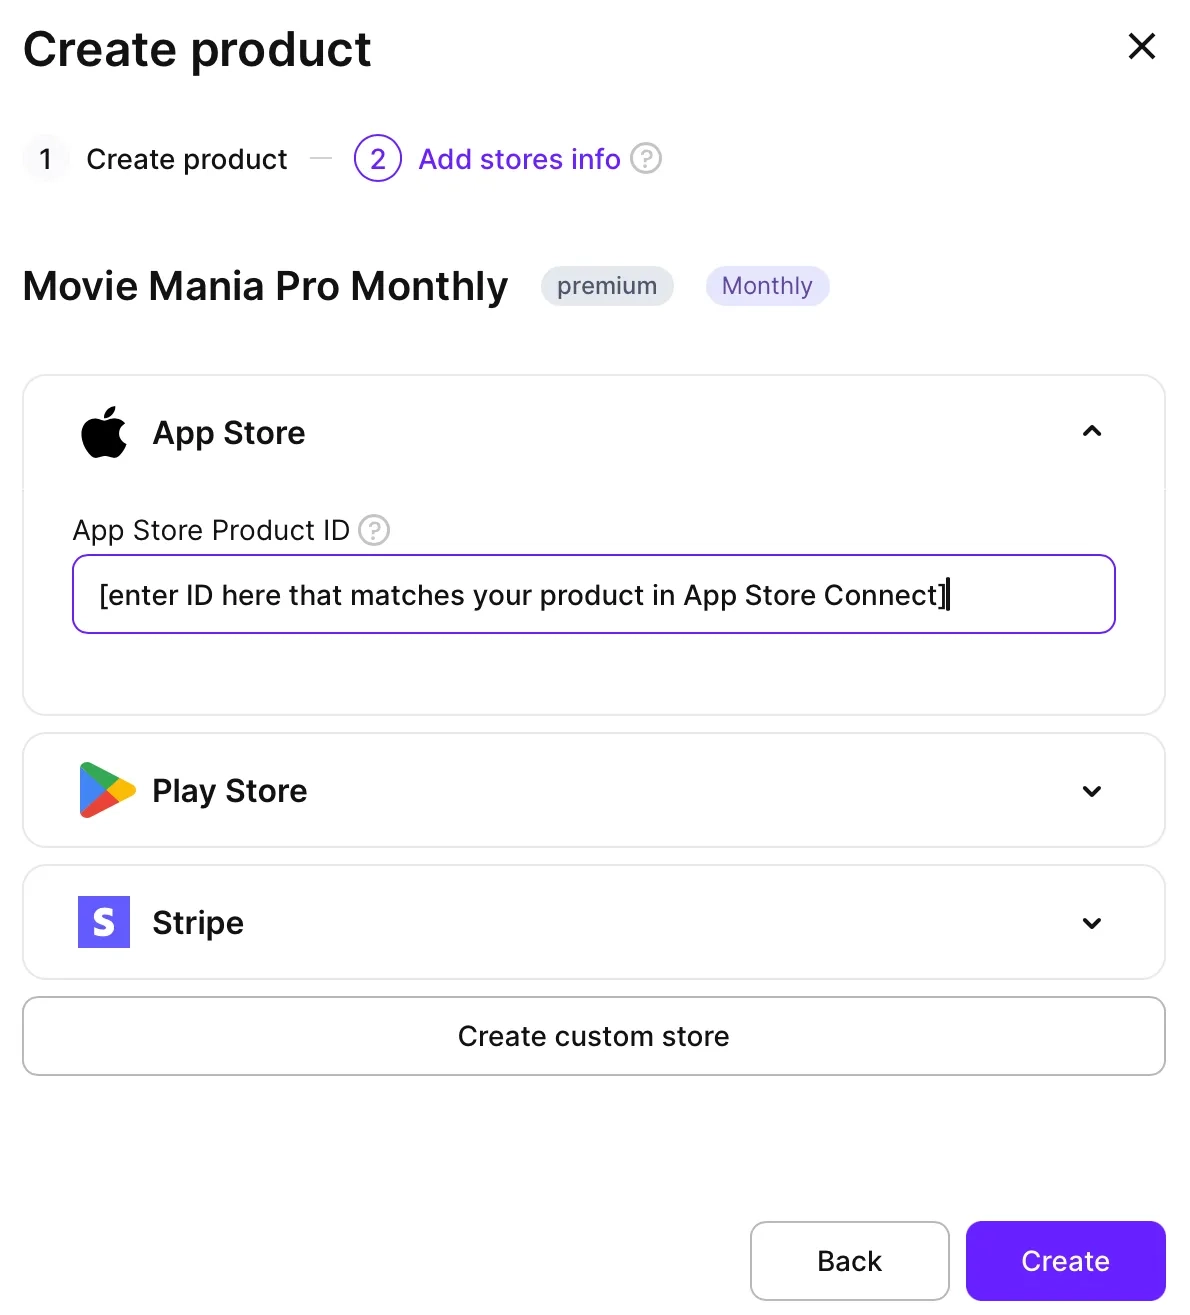 Create product
1 Create product — 2 Add stores info ?
Movie Mania Pro Monthly premium Monthly
App Store
App Store Product ID ?
[enter ID here that matches your product in App Store Connect]
Play Store
S Stripe
Create custom store
Back Create